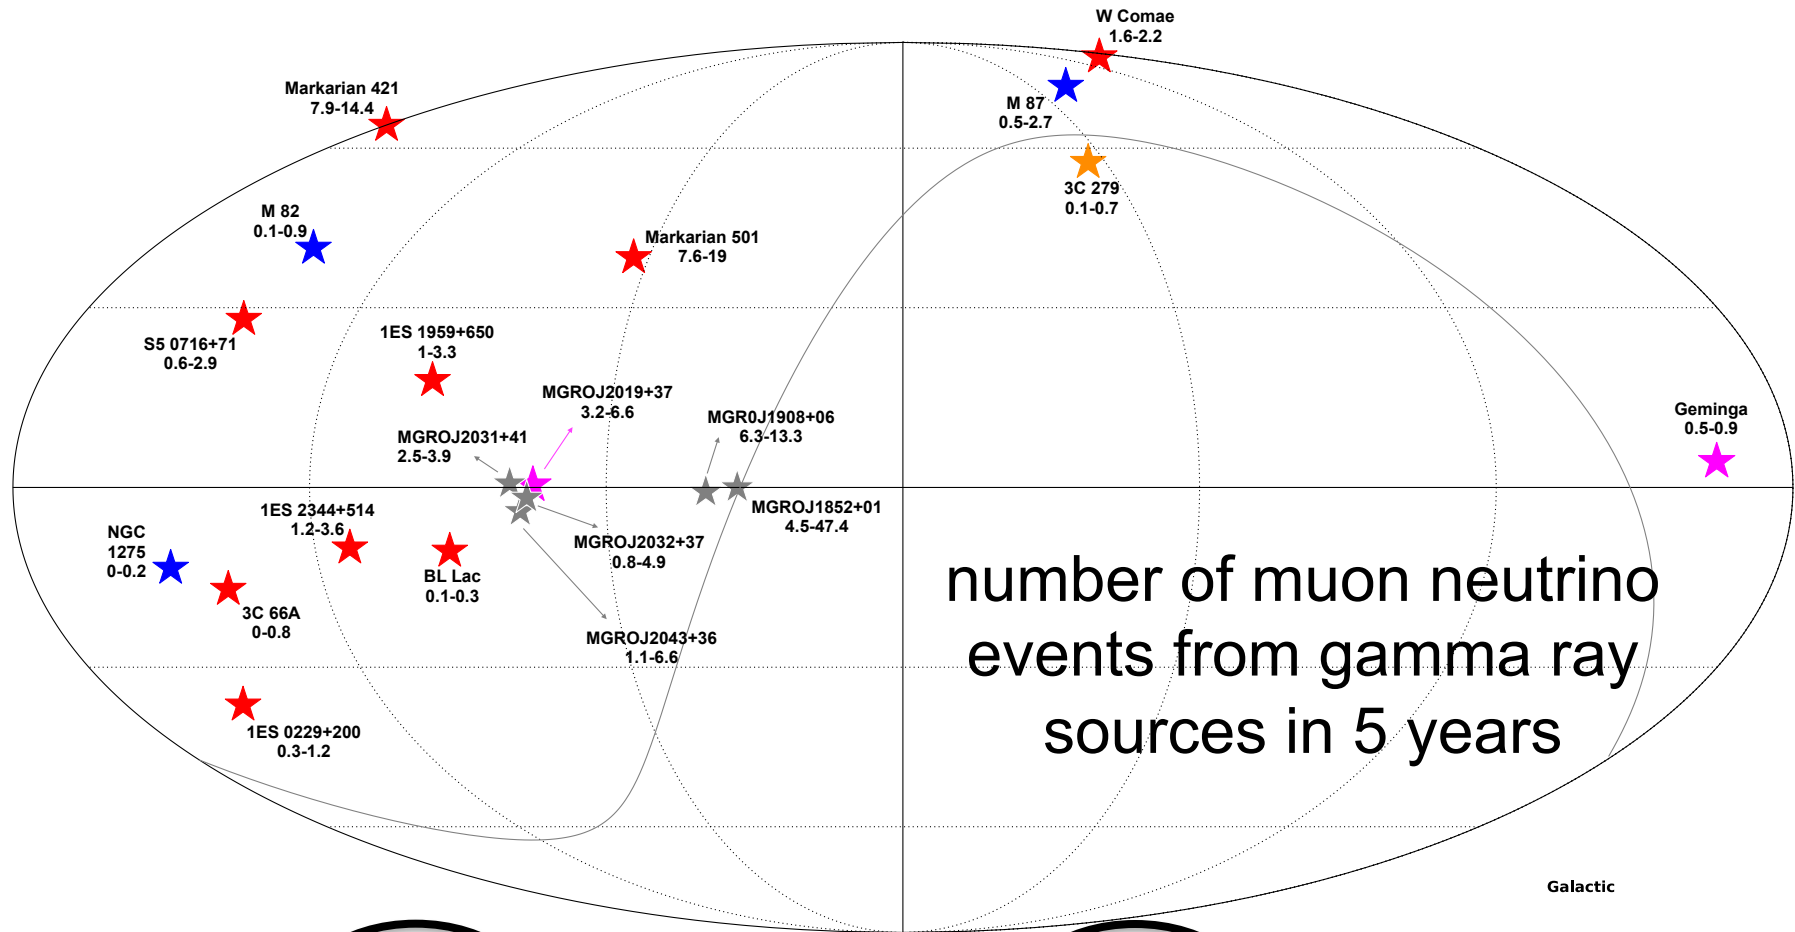 W Comae
1.6-2.2
Markarian 421
7.9-14.4
M 87
0.5-2.7
3C 279
0.1-0.7
M 82
0.1-0.9
Markarian 501
7.6-19
S5 0716+71
0.6-2.9
1ES 1959+650
1-3.3
MGROJ2019+37
3.2-6.6
MGR0J1908+06
6.3-13.3
Geminga
0.5-0.9
MGROJ2031+41
2.5-3.9
1ES 2344+514
1.2-3.6
MGROJ1852+01
4.5-47.4
NGC
1275
0-0.2
MGROJ2032+37
0.8-4.9
BL Lac
0.1-0.3
3C 66A
0-0.8
MGROJ2043+36
1.1-6.6
1ES 0229+200
0.3-1.2
number of muon neutrino
events from gamma ray
sources in 5 years
Galactic